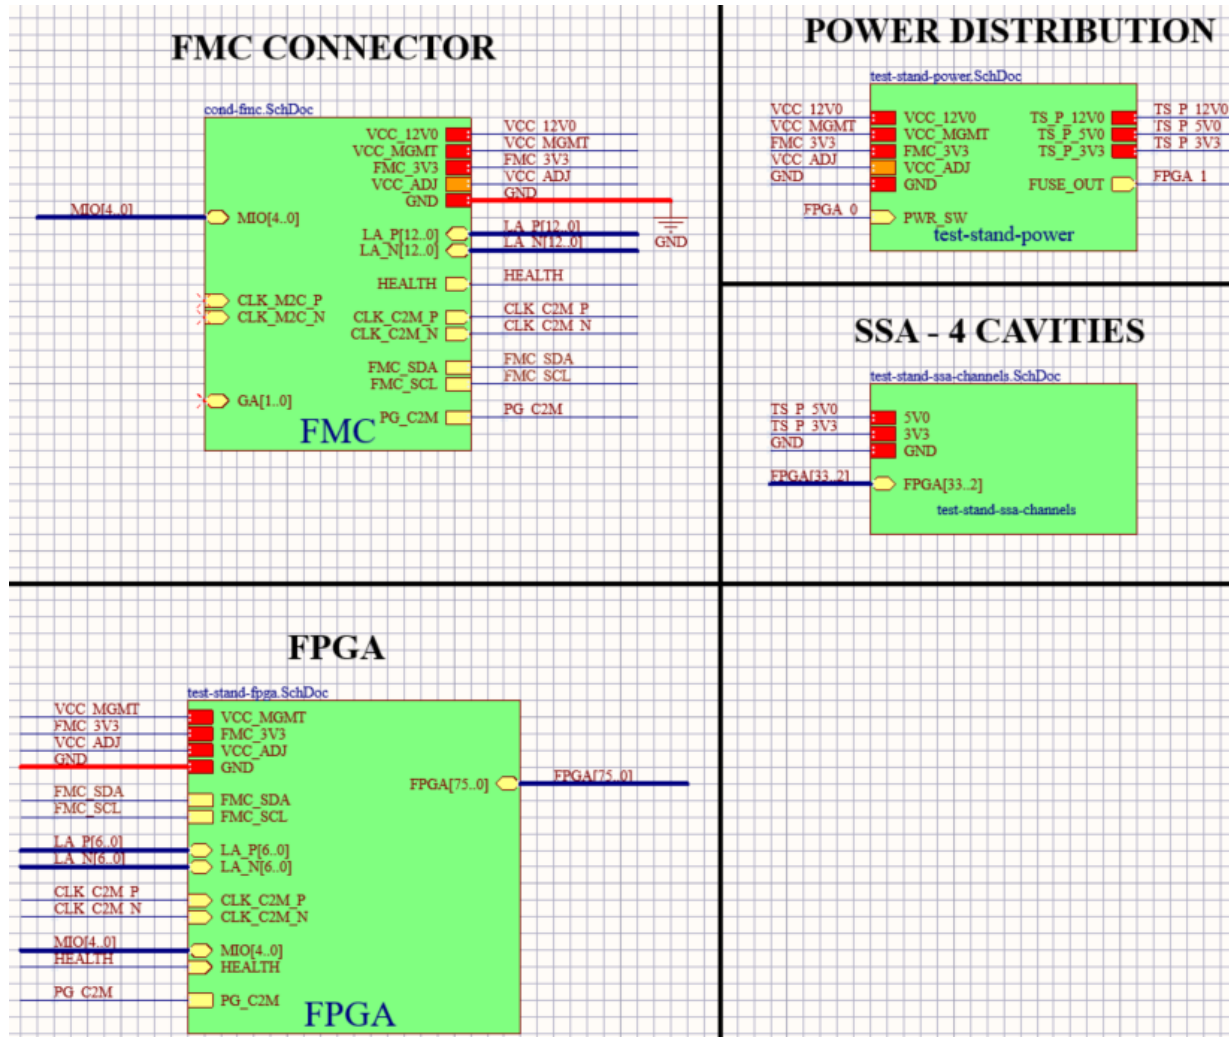 FMC CONNECTOR
cond-fmc.SchDoc
VCC_12V0 VCC_12V0
VCC_MGMT VCC_MGMT
FMC_3V3 FMC_3V3
VCC_ADJ VCC_ADJ
GND GND
MIO[4..0] MIO[4..0]
LA_P[12..0] LA_P[12..0]
LA_N[12..0] LA_N[12..0]
GND
HEALTH HEALTH
CLK_M2C_P CLK_C2M_P CLK_C2M_P
CLK_M2C_N CLK_C2M_N CLK_C2M_N
FMC_SDA FMC_SDA
FMC_SCL FMC_SCL
GA[1..0]
PG_C2M PG_C2M
FMC
POWER DISTRIBUTION
test-stand-power.SchDoc
VCC_12V0 VCC_12V0 TS_P_12V0 TS_P_12V0
VCC_MGMT VCC_MGMT TS_P_5V0 TS_P_5V0
FMC_3V3 FMC_3V3 TS_P_3V3 TS_P_3V3
VCC_ADJ VCC_ADJ
GND GND FUSE_OUT FPGA_1
FPGA_0 PWR_SW
test-stand-power
SSA - 4 CAVITIES
test-stand-ssa-channels.SchDoc
TS_P_5V0 5V0
TS_P_3V3 3V3
GND GND
FPGA[33..2] FPGA[33..2]
test-stand-ssa-channels
FPGA
test-stand-fpga.SchDoc
VCC_MGMT VCC_MGMT
FMC_3V3 FMC_3V3
VCC_ADJ VCC_ADJ
GND GND
FPGA[75..0] FPGA[75..0]
FMC_SDA FMC_SDA
FMC_SCL FMC_SCL
LA_P[6..0] LA_P[6..0]
LA_N[6..0] LA_N[6..0]
CLK_C2M_P CLK_C2M_P
CLK_C2M_N CLK_C2M_N
MIO[4..0] MIO[4..0]
HEALTH HEALTH
PG_C2M PG_C2M
FPGA